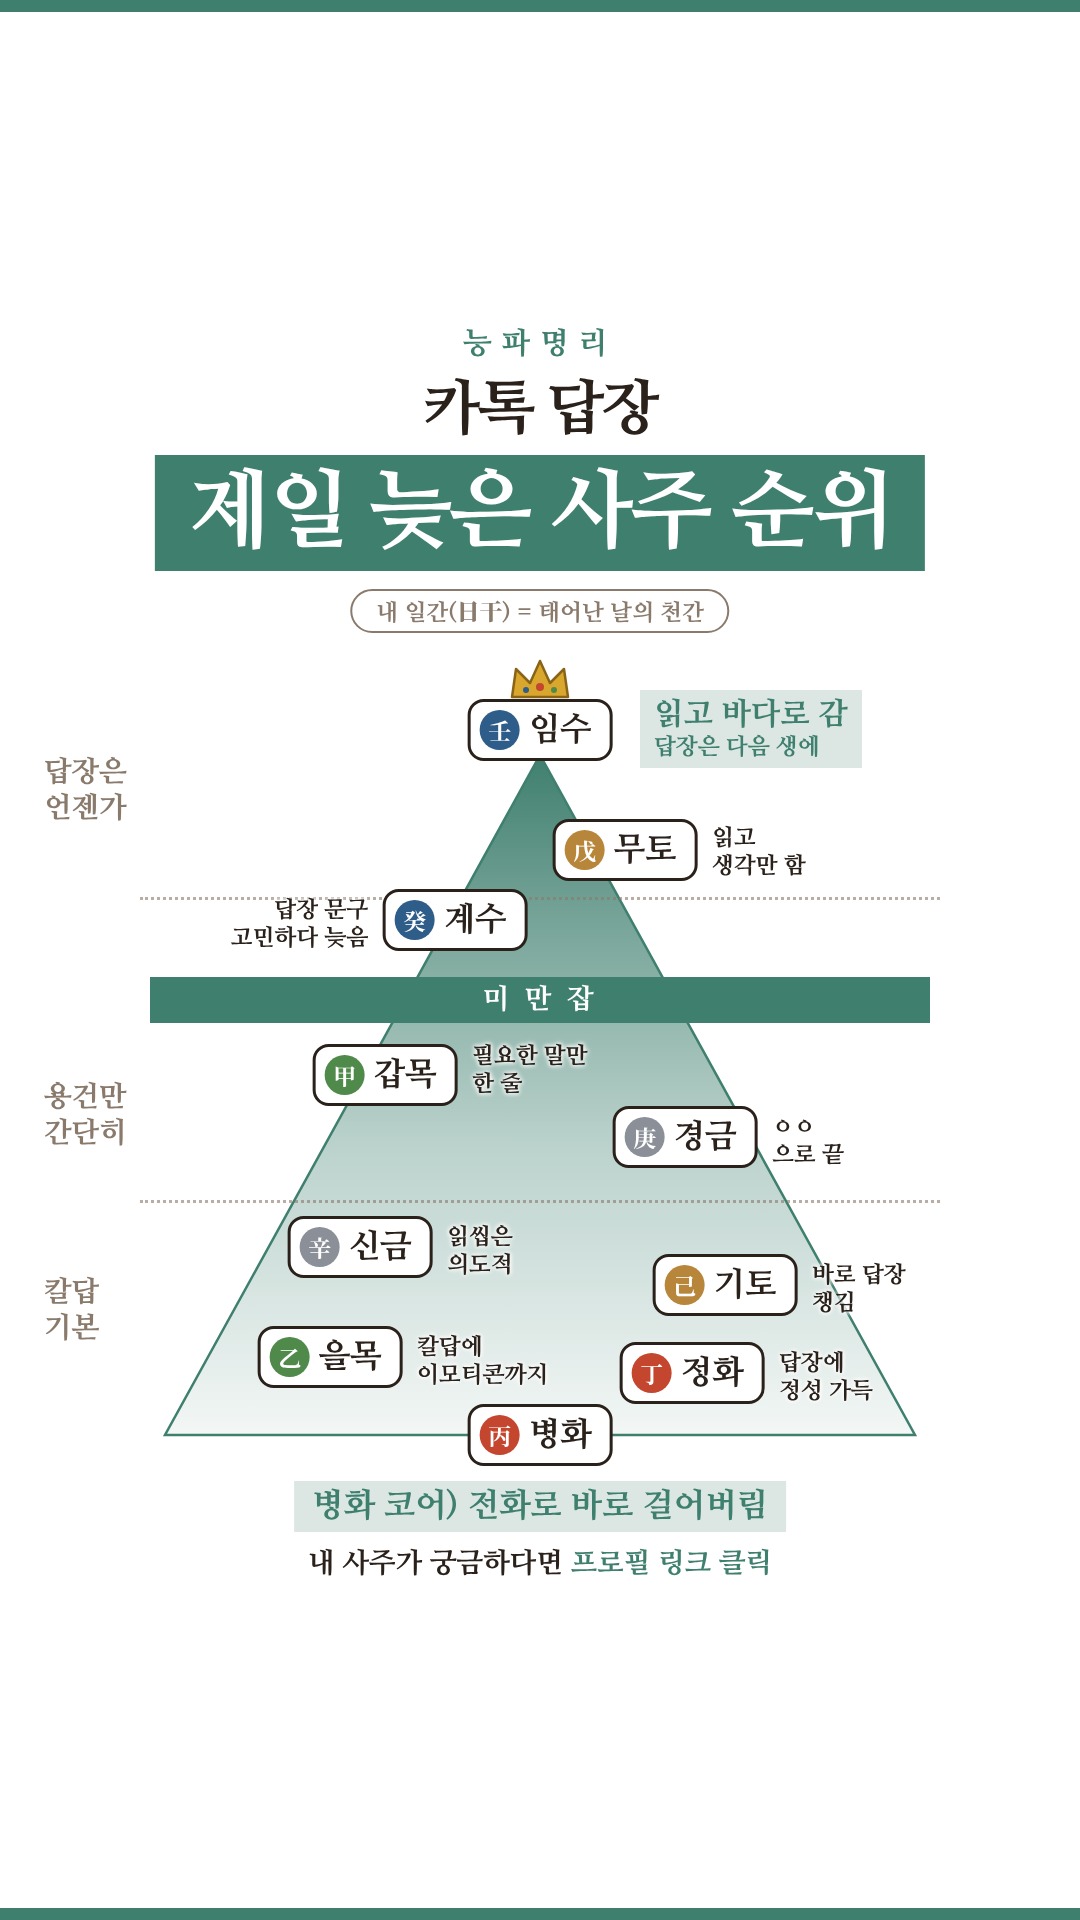 능파명리
카톡 답장
제일 늦은 사주 순위
내 일간(日干) = 태어난 날의 천간
壬 임수
읽고 바다로 감
답장은 다음 생에
답장은
언젠가
戊 무토
읽고
생각만 함
답장 문구
고민하다 늦음
癸 계수
미만잡
甲 갑목
필요한 말만
한 줄
용건만
간단히
庚 경금
ㅇㅇ
으로 끝
辛 신금
읽씹은
의도적
己 기토
바로 답장
챙김
칼답
기본
乙 을목
칼답에
이모티콘까지
丁 정화
답장에
정성 가득
丙 병화
병화 코어) 전화로 바로 걸어버림
내 사주가 궁금하다면 프로필 링크 클릭